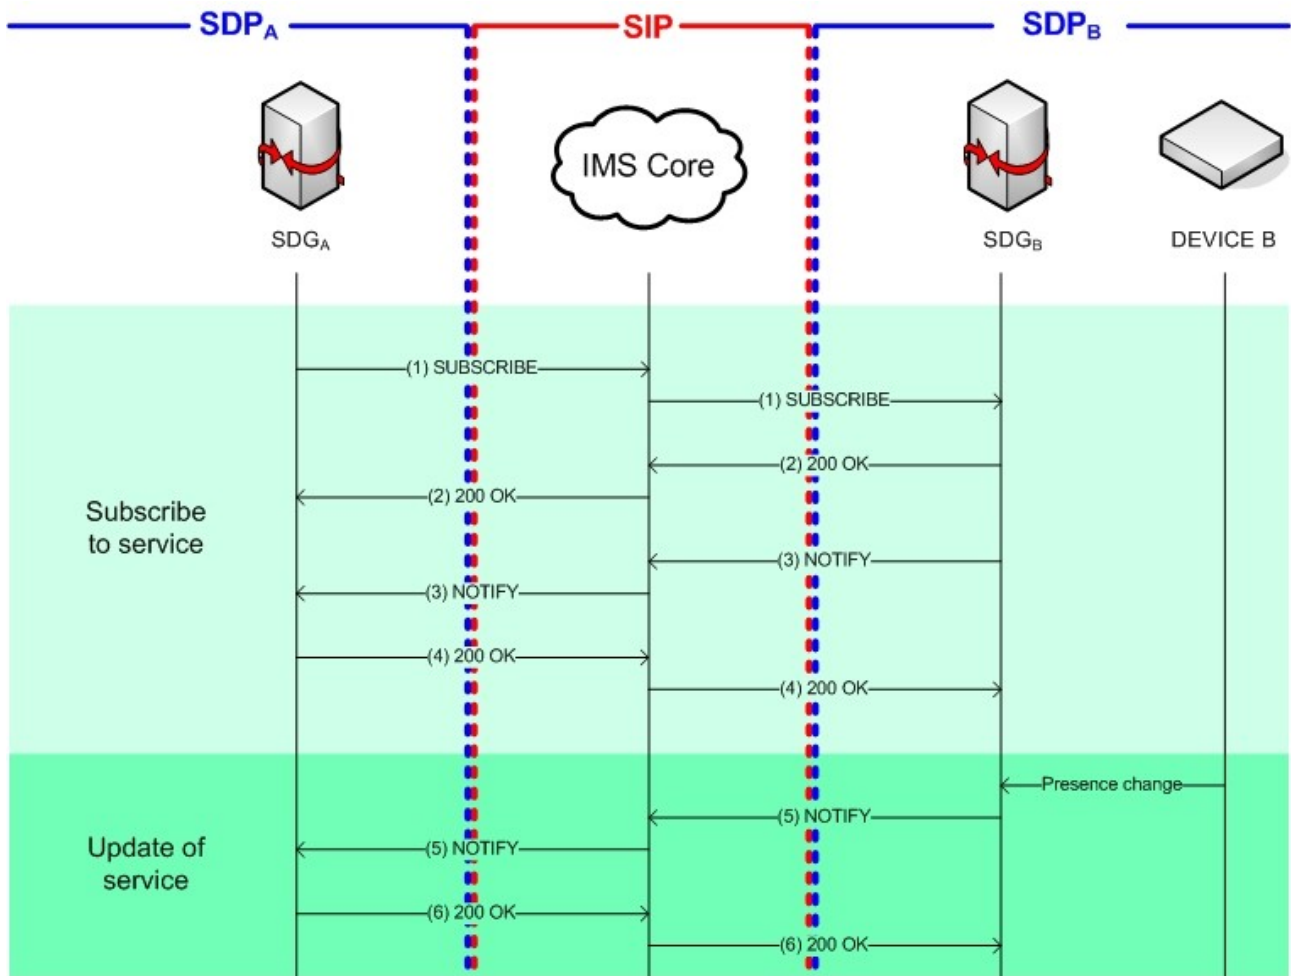 SDPA
SIP
SDPB
IMS Core
SDGA
SDGB
DEVICE B
(1) SUBSCRIBE
(1) SUBSCRIBE
(2) 200 OK
(2) 200 OK
Subscribe
to service
(3) NOTIFY
(3) NOTIFY
(4) 200 OK
(4) 200 OK
Presence change
(5) NOTIFY
Update of
service
(5) NOTIFY
(6) 200 OK
(6) 200 OK